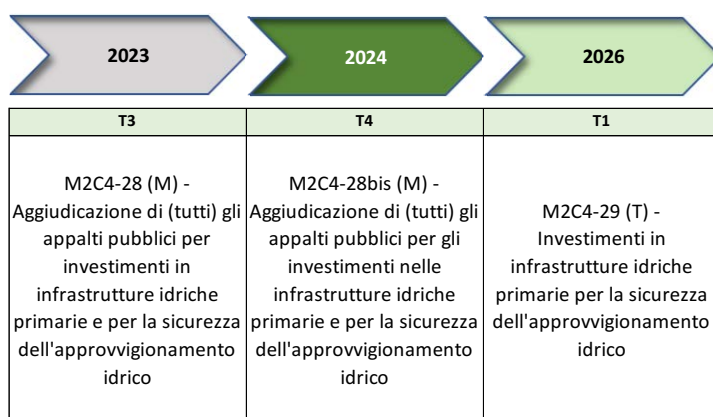 2023
2024
2026
T3
T4
T1
M2C4-28 (M) -
Aggiudicazione di (tutti) gli
appalti pubblici per
investimenti in
infrastrutture idriche
primarie e per la sicurezza
dell'approvvigionamento
idrico
M2C4-28bis (M) -
Aggiudicazione di (tutti) gli
appalti pubblici per gli
investimenti nelle
infrastrutture idriche
primarie e per la sicurezza
dell'approvvigionamento
idrico
M2C4-29 (T) -
Investimenti in
infrastrutture idriche
primarie per la sicurezza
dell'approvvigionamento
idrico